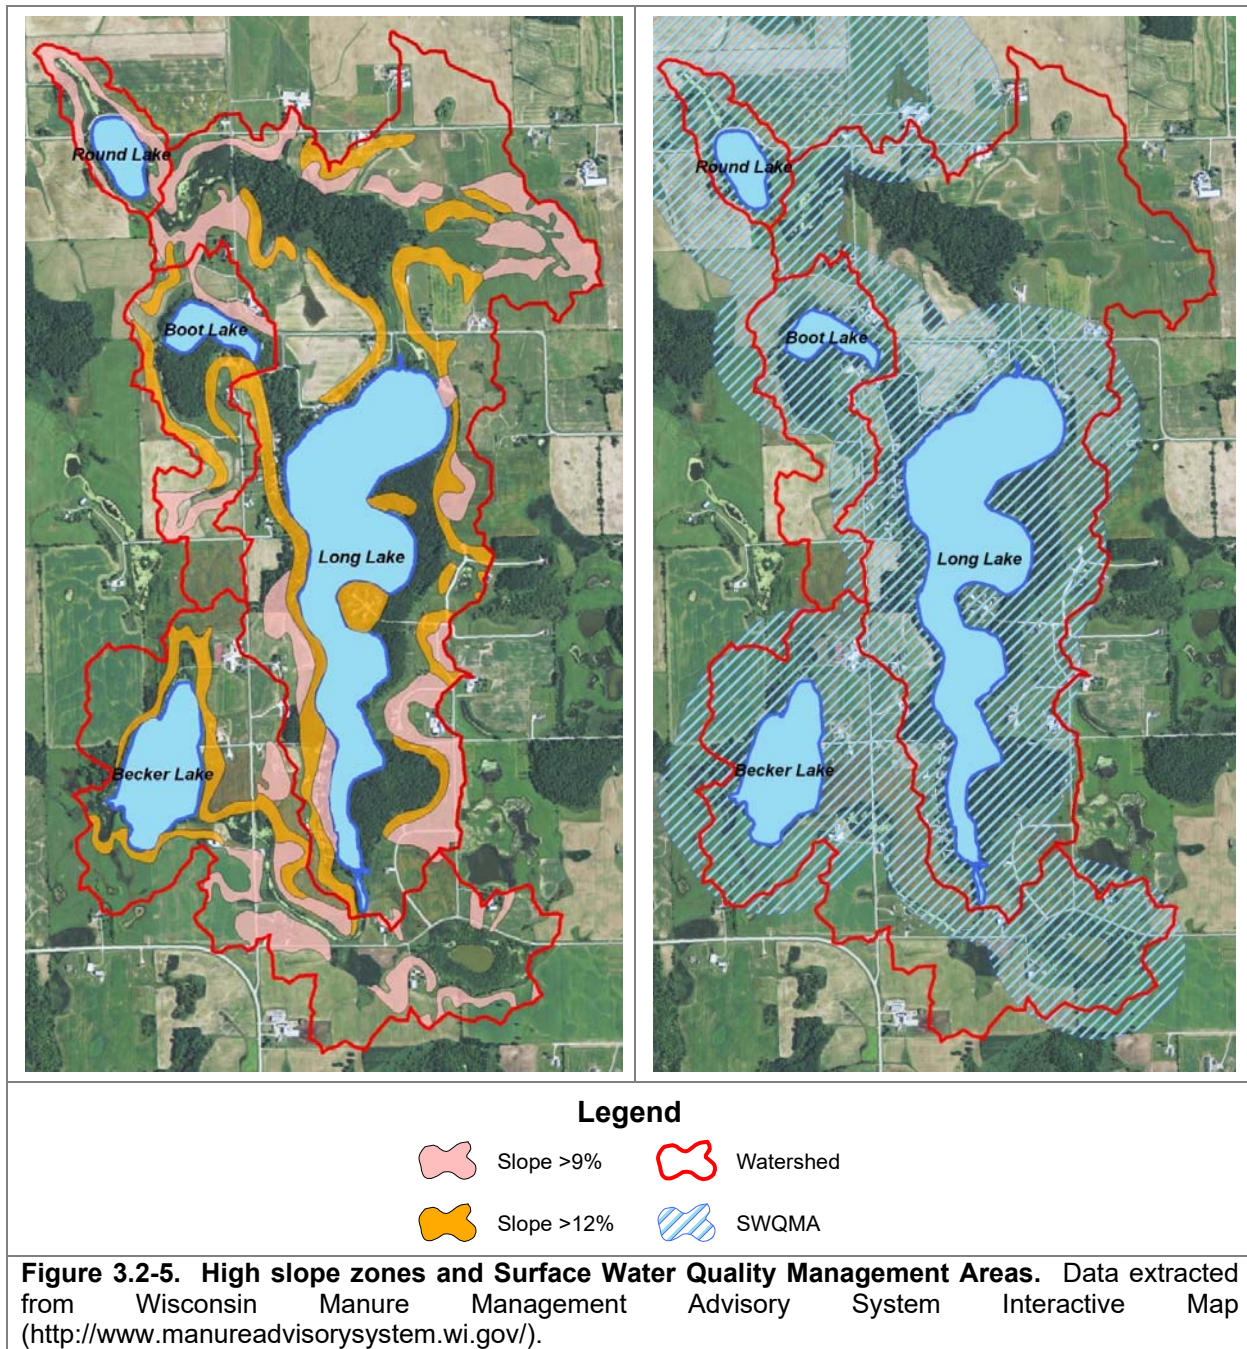 Round Lake
Boot Lake
Long Lake
Becker Lake
Round Lake
Boot Lake
Long Lake
Becker Lake
Legend
Slope >9%
Watershed
Slope >12%
SWQMA
Figure 3.2-5. High slope zones and Surface Water Quality Management Areas. Data extracted
from Wisconsin Manure Management Advisory System Interactive Map
(http://www.manureadvisorysystem.wi.gov/).